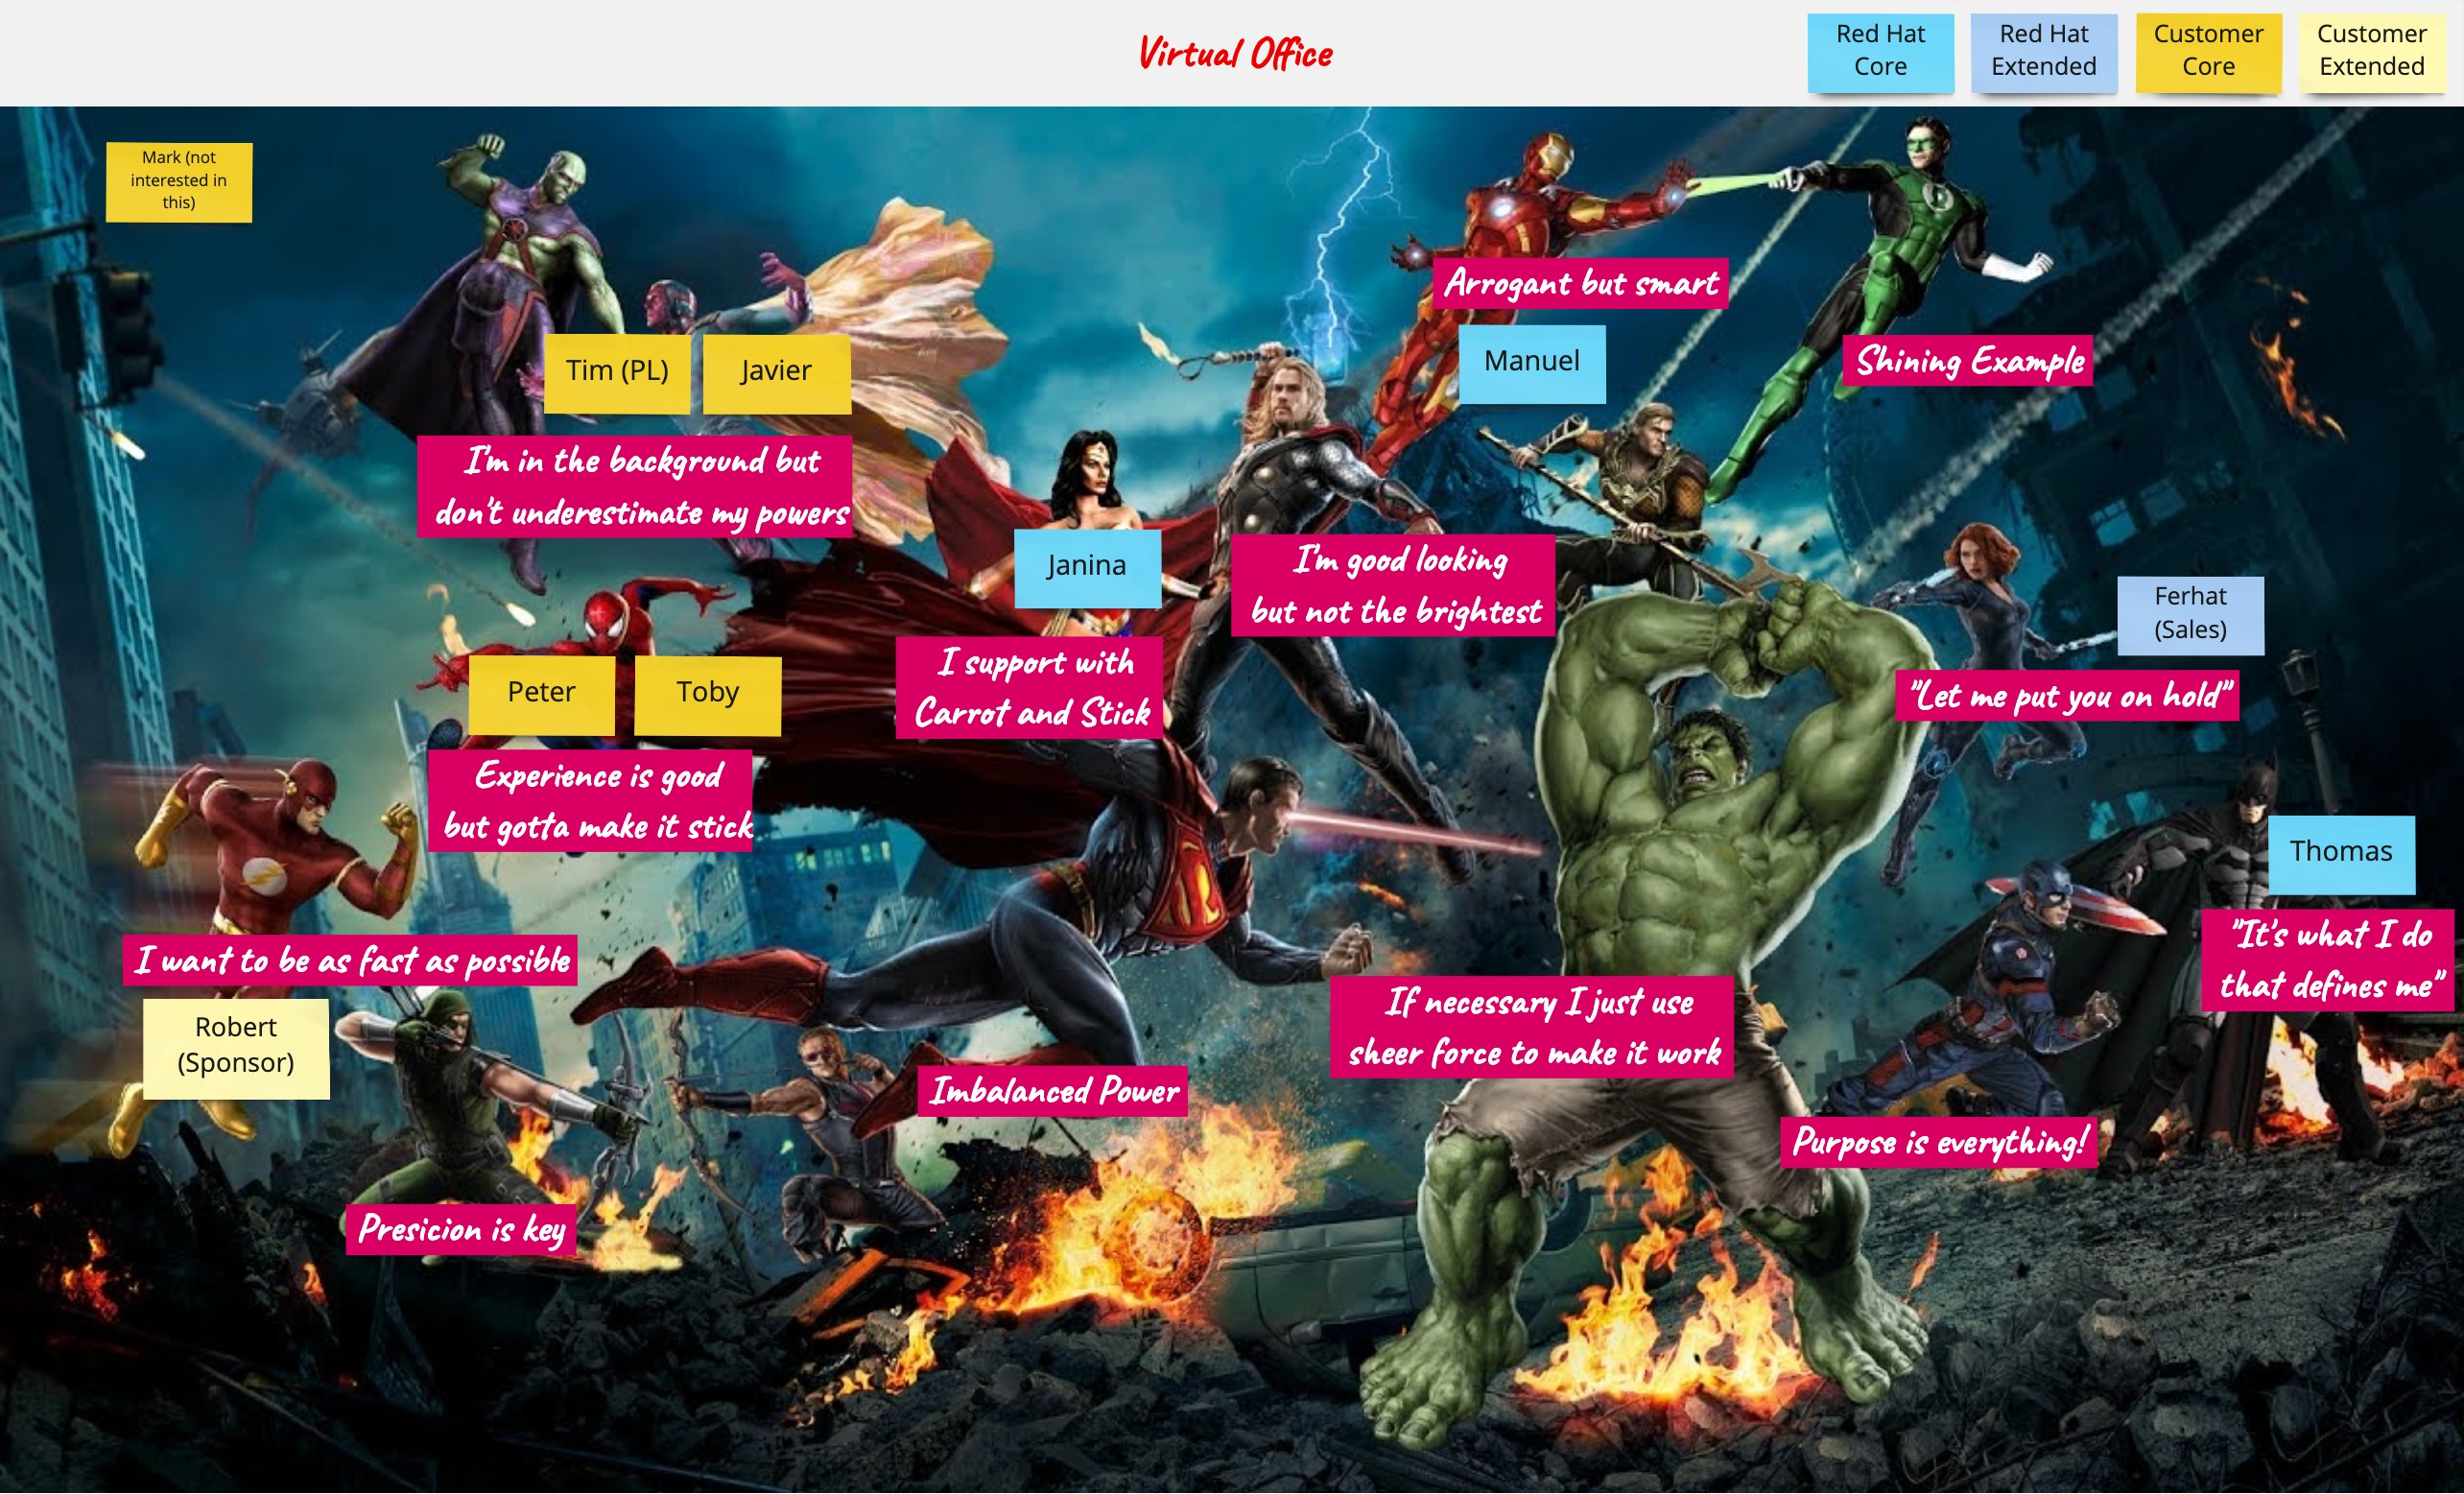 Virtual Office
Red Hat
Core
Red Hat
Extended
Customer
Core
Customer
Extended
Mark (not
interested in
this)
Arrogant but smart
Manuel
Shining Example
Tim (PL)
Javier
I'm in the background but
don't underestimate my powers
Janina
I support with
Carrot and Stick
I'm good looking
but not the brightest
Ferhat
(Sales)
"Let me put you on hold"
Peter
Toby
Experience is good
but gotta make it stick
Thomas
"It's what I do
that defines me"
I want to be as fast as possible
Robert
(Sponsor)
If necessary I just use
sheer force to make it work
Imbalanced Power
Purpose is everything!
Presicion is key